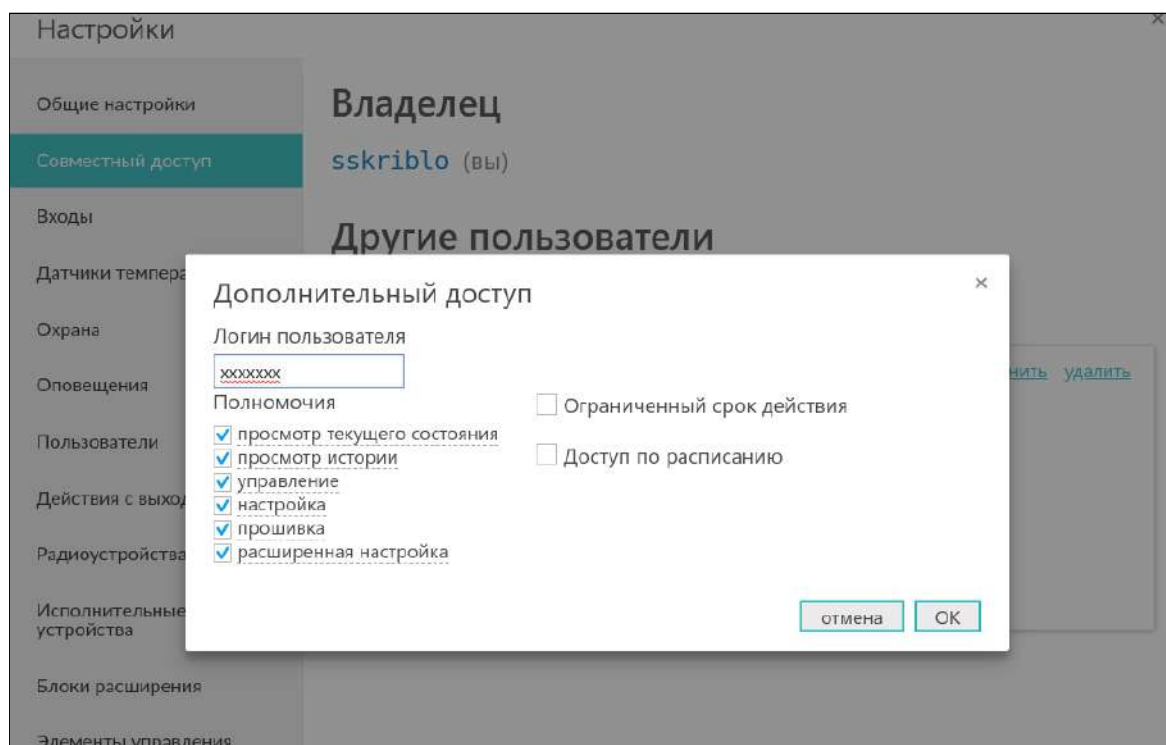 Настройки
×
Общие настройки
Совместный доступ
Входы
Датчики темпера
Охрана
Оповещения
Пользователи
Действия с выход
Радиоустройства
Исполнительные
устройства
Блоки расширения
Элементы управления
Владелец
sskriblo (вы)
Другие пользователи
нить удалить
Дополнительный доступ
×
Логин пользователя
xxxxxxx
Полномочия
просмотр текущего состояния
просмотр истории
управление
настройка
прошивка
расширенная настройка
Ограниченный срок действия
Доступ по расписанию
отмена
OK